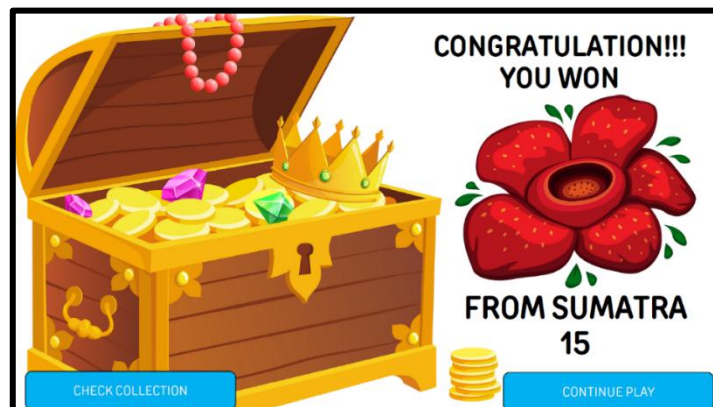 CONGRATULATION!!!
YOU WON
FROM SUMATRA
15
CHECK COLLECTION
CONTINUE PLAY